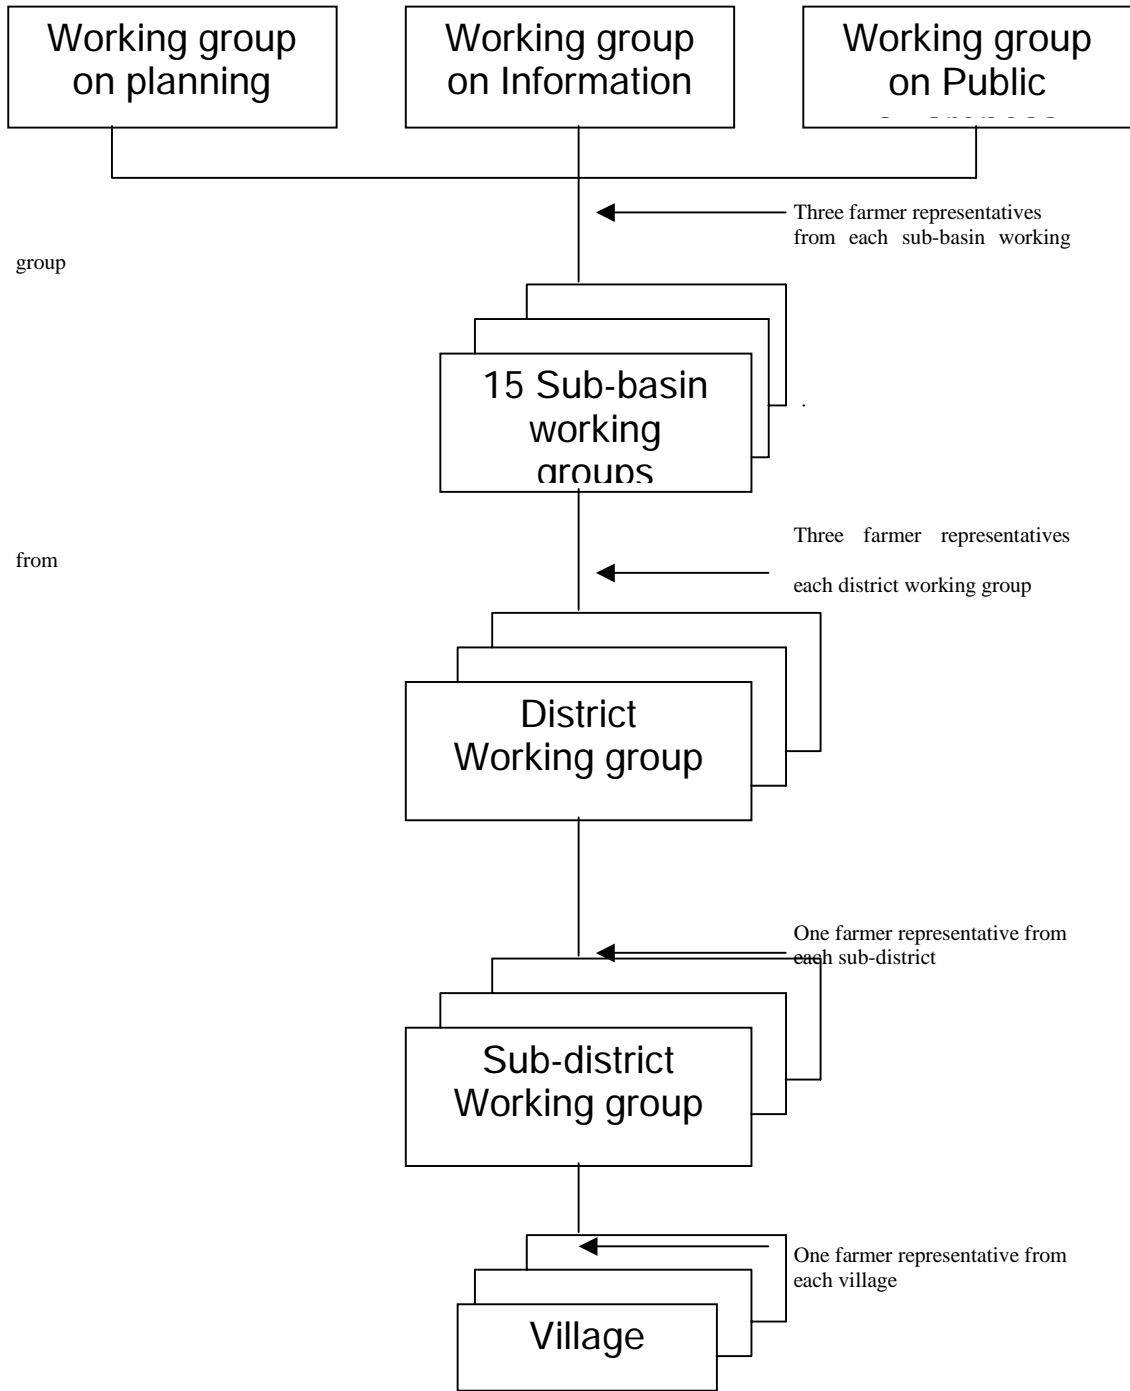 Working group
on planning
Working group
on Information
Working group
on Public
Three farmer representatives
from each sub-basin working
group
15 Sub-basin
working
groups
Three farmer representatives
from
each district working group
District
Working group
One farmer representative from
each sub-district
Sub-district
Working group
One farmer representative from
each village
Village